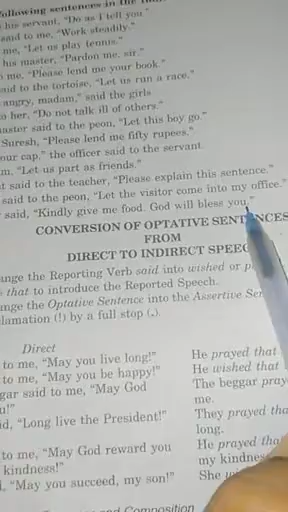 following sentences in the
his servant, "Do as I tell you."
said to me, "Work steadily."
me, "Let us play tennis."
his master, "Pardon me, sir."
me, "Please lend me your book."
said to the tortoise, "Let us run a race."
angry, madam," said the girls.
to her, "Do not talk ill of others."
master said to the peon, "Let this boy go."
Suresh, "Please lend me fifty rupees."
our cap," the officer said to the servant.
"Let us part as friends."
said to the teacher, "Please explain this sentence."
said to the peon, "Let the visitor come into my office."
said, "Kindly give me food. God will bless you."
CONVERSION OF OPTATIVE SENTENCES
FROM
DIRECT TO INDIRECT SPEEC
ange the Reporting Verb said into wished or p
that to introduce the Reported Speech.
ange the Optative Sentence into the Assertive Sen
lamation (!) by a full stop (.).
Direct
to me, "May you live long!" He prayed that
to me, "May you be happy!" He wished that
gar said to me, "May God The beggar pray
u!" me.
id, "Long live the President!" They prayed tha
long.
to me, "May God reward you He prayed tha
kindness!" my kindnes
"May you succeed, my son!" She
and Composition